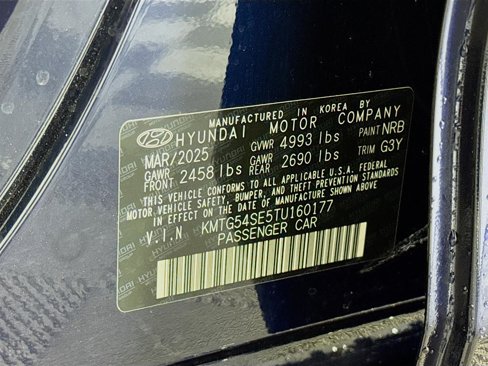 MANUFACTURED IN KOREA BY
HYUNDAI MOTOR COMPANY
MAR/2025 GVWR 4993 lbs PAINT NRB
GAWR FRONT 2458 lbs GAWR REAR 2690 lbs TRIM G3Y
THIS VEHICLE CONFORMS TO ALL APPLICABLE U.S.A. FEDERAL
MOTOR VEHICLE SAFETY, BUMPER, AND THEFT PREVENTION STANDARDS
IN EFFECT ON THE DATE OF MANUFACTURE SHOWN ABOVE.
V.I.N. KMTG54SE5TU160177
PASSENGER CAR